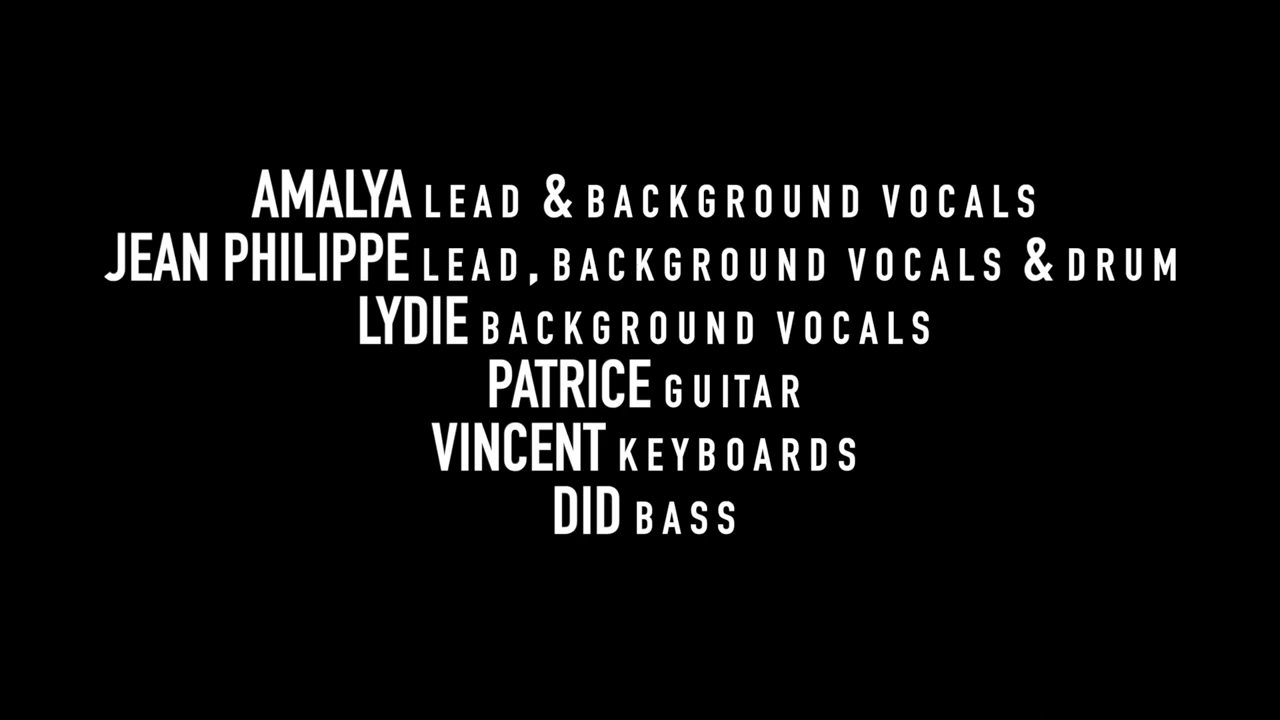 AMALYA LEAD & BACKGROUND VOCALS
JEAN PHILIPPE LEAD, BACKGROUND VOCALS & DRUM
LYDIE BACKGROUND VOCALS
PATRICE GUITAR
VINCENT KEYBOARDS
DID BASS